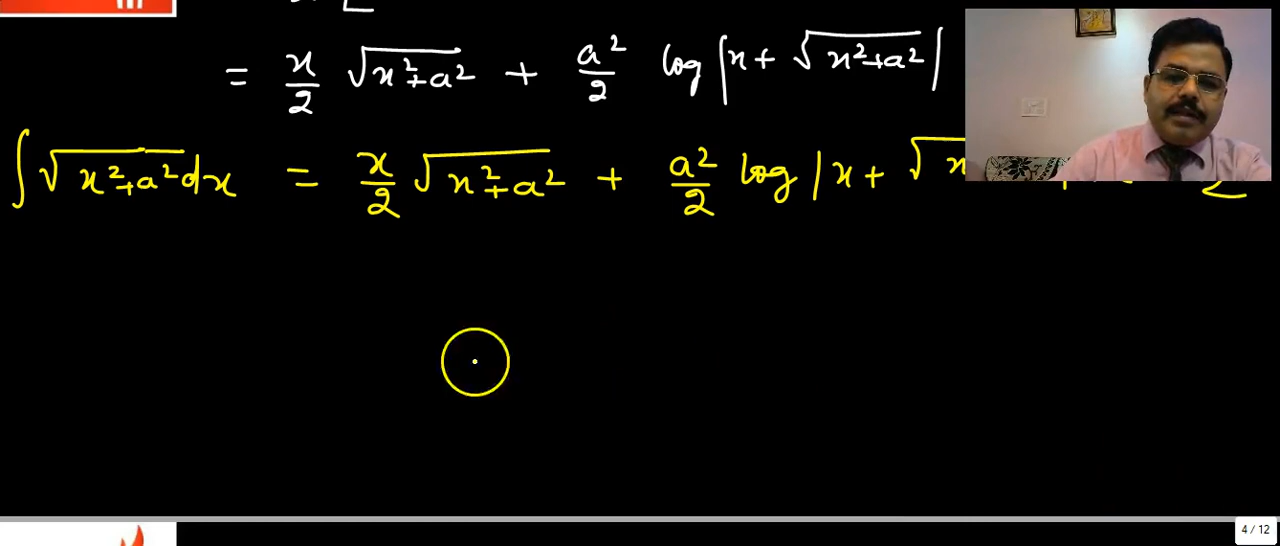 = x/2 √(x²+a²) + a²/2 log |x + √(x²+a²)|
∫√(x²+a²) dx = x/2 √(x²+a²) + a²/2 log |x + √x
4 / 12